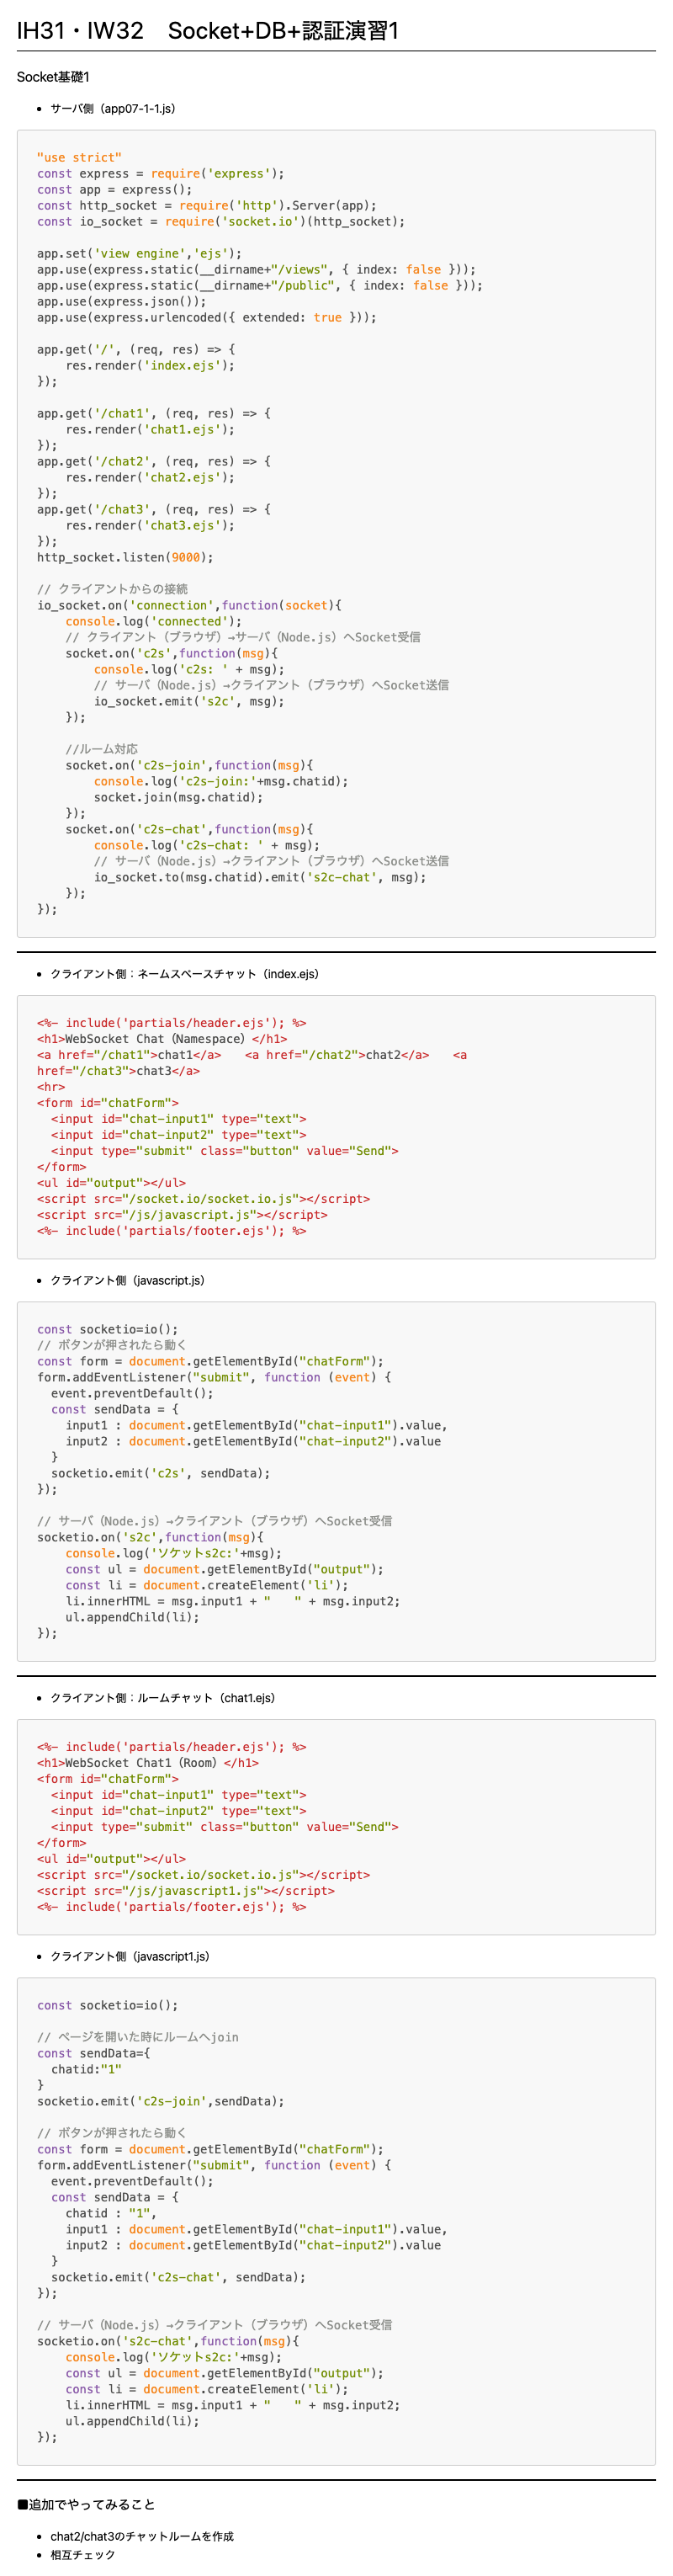 IH31・IW32　Socket+DB+認証演習1
Socket基礎1
• サーバ側（app07-1-1.js）
"use strict"
const express = require('express');
const app = express();
const http_socket = require('http').Server(app);
const io_socket = require('socket.io')(http_socket);
app.set('view engine','ejs');
app.use(express.static(__dirname+"/views", { index: false }));
app.use(express.static(__dirname+"/public", { index: false }));
app.use(express.json());
app.use(express.urlencoded({ extended: true }));
app.get('/', (req, res) => {
    res.render('index.ejs');
});
app.get('/chat1', (req, res) => {
    res.render('chat1.ejs');
});
app.get('/chat2', (req, res) => {
    res.render('chat2.ejs');
});
app.get('/chat3', (req, res) => {
    res.render('chat3.ejs');
});
http_socket.listen(9000);
// クライアントからの接続
io_socket.on('connection',function(socket){
    console.log('connected');
    // クライアント（ブラウザ）→サーバ（Node.js）へSocket受信
    socket.on('c2s',function(msg){
        console.log('c2s: ' + msg);
        // サーバ（Node.js）→クライアント（ブラウザ）へSocket送信
        io_socket.emit('s2c', msg);
    });
    //ルーム対応
    socket.on('c2s-join',function(msg){
        console.log('c2s-join:'+msg.chatid);
        socket.join(msg.chatid);
    });
    socket.on('c2s-chat',function(msg){
        console.log('c2s-chat: ' + msg);
        // サーバ（Node.js）→クライアント（ブラウザ）へSocket送信
        io_socket.to(msg.chatid).emit('s2c-chat', msg);
    });
});
• クライアント側：ネームスペースチャット（index.ejs）
<%- include('partials/header.ejs'); %>
<h1>WebSocket Chat（Namespace）</h1>
<a href="/chat1">chat1</a>　　<a href="/chat2">chat2</a>　　<a
href="/chat3">chat3</a>
<hr>
<form id="chatForm">
  <input id="chat-input1" type="text">
  <input id="chat-input2" type="text">
  <input type="submit" class="button" value="Send">
</form>
<ul id="output"></ul>
<script src="/socket.io/socket.io.js"></script>
<script src="/js/javascript.js"></script>
<%- include('partials/footer.ejs'); %>
• クライアント側（javascript.js）
const socketio=io();
// ボタンが押されたら動く
const form = document.getElementById("chatForm");
form.addEventListener("submit", function (event) {
  event.preventDefault();
  const sendData = {
    input1 : document.getElementById("chat-input1").value,
    input2 : document.getElementById("chat-input2").value
  }
  socketio.emit('c2s', sendData);
});
// サーバ（Node.js）→クライアント（ブラウザ）へSocket受信
socketio.on('s2c',function(msg){
    console.log('ソケットs2c:'+msg);
    const ul = document.getElementById("output");
    const li = document.createElement('li');
    li.innerHTML = msg.input1 + "　　" + msg.input2;
    ul.appendChild(li);
});
• クライアント側：ルームチャット（chat1.ejs）
<%- include('partials/header.ejs'); %>
<h1>WebSocket Chat1（Room）</h1>
<form id="chatForm">
  <input id="chat-input1" type="text">
  <input id="chat-input2" type="text">
  <input type="submit" class="button" value="Send">
</form>
<ul id="output"></ul>
<script src="/socket.io/socket.io.js"></script>
<script src="/js/javascript1.js"></script>
<%- include('partials/footer.ejs'); %>
• クライアント側（javascript1.js）
const socketio=io();
// ページを開いた時にルームへjoin
const sendData={
  chatid:"1"
}
socketio.emit('c2s-join',sendData);
// ボタンが押されたら動く
const form = document.getElementById("chatForm");
form.addEventListener("submit", function (event) {
  event.preventDefault();
  const sendData = {
    chatid : "1",
    input1 : document.getElementById("chat-input1").value,
    input2 : document.getElementById("chat-input2").value
  }
  socketio.emit('c2s-chat', sendData);
});
// サーバ（Node.js）→クライアント（ブラウザ）へSocket受信
socketio.on('s2c-chat',function(msg){
    console.log('ソケットs2c:'+msg);
    const ul = document.getElementById("output");
    const li = document.createElement('li');
    li.innerHTML = msg.input1 + "　　" + msg.input2;
    ul.appendChild(li);
});
■追加でやってみること
• chat2/chat3のチャットルームを作成
• 相互チェック